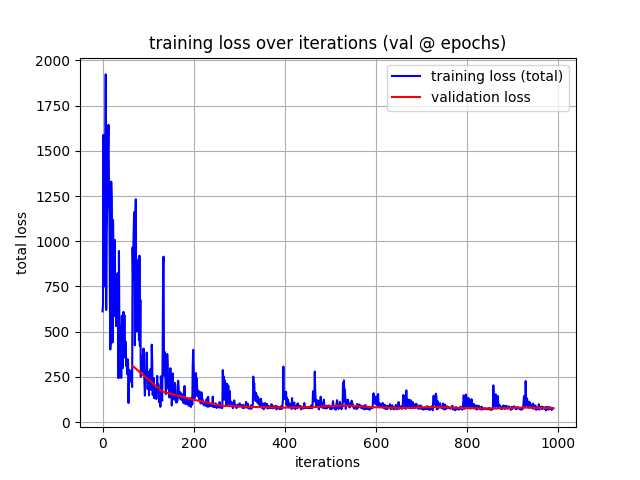 training loss over iterations (val @ epochs)
training loss (total)
validation loss
total loss
2000
1750
1500
1250
1000
750
500
250
0
0 200 400 600 800 1000
iterations